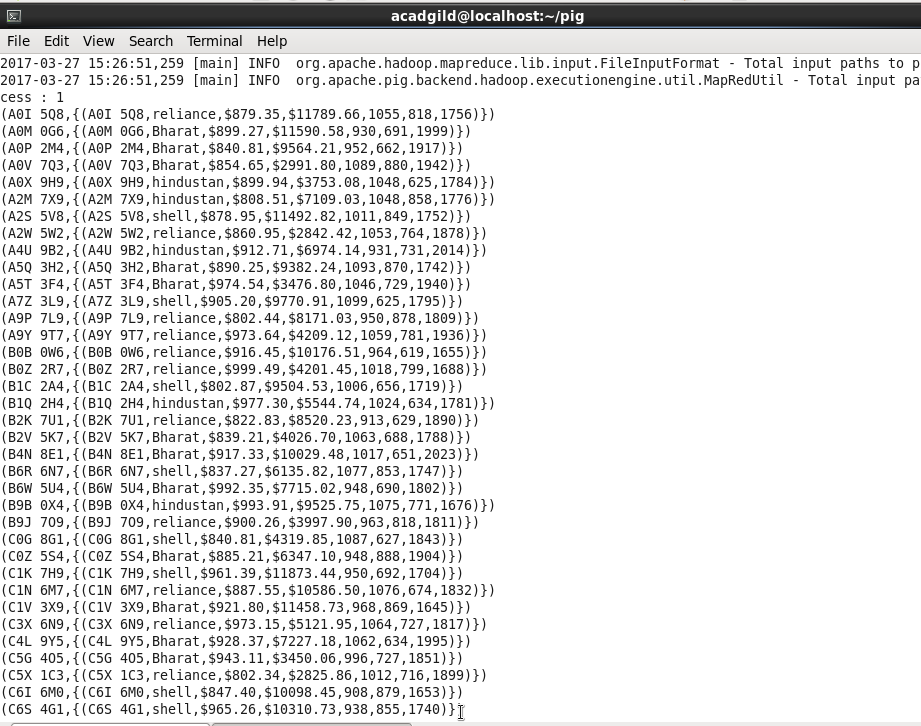 acadgild@localhost:~/pig
File Edit View Search Terminal Help
2017-03-27 15:26:51,259 [main] INFO  org.apache.hadoop.mapreduce.lib.input.FileInputFormat - Total input paths to p
2017-03-27 15:26:51,259 [main] INFO  org.apache.pig.backend.hadoop.executionengine.util.MapRedUtil - Total input pa
cess : 1
(A0I 5Q8,{(A0I 5Q8,reliance,$879.35,$11789.66,1055,818,1756)})
(A0M 0G6,{(A0M 0G6,Bharat,$899.27,$11590.58,930,691,1999)})
(A0P 2M4,{(A0P 2M4,Bharat,$840.81,$9564.21,952,662,1917)})
(A0V 7Q3,{(A0V 7Q3,Bharat,$854.65,$2991.80,1089,880,1942)})
(A0X 9H9,{(A0X 9H9,hindustan,$899.94,$3753.08,1048,625,1784)})
(A2M 7X9,{(A2M 7X9,hindustan,$808.51,$7109.03,1048,858,1776)})
(A2S 5V8,{(A2S 5V8,shell,$878.95,$11492.82,1011,849,1752)})
(A2W 5W2,{(A2W 5W2,reliance,$860.95,$2842.42,1053,764,1878)})
(A4U 9B2,{(A4U 9B2,hindustan,$912.71,$6974.14,931,731,2014)})
(A5Q 3H2,{(A5Q 3H2,Bharat,$890.25,$9382.24,1093,870,1742)})
(A5T 3F4,{(A5T 3F4,Bharat,$974.54,$3476.80,1046,729,1940)})
(A7Z 3L9,{(A7Z 3L9,shell,$905.20,$9770.91,1099,625,1795)})
(A9P 7L9,{(A9P 7L9,reliance,$802.44,$8171.03,950,878,1809)})
(A9Y 9T7,{(A9Y 9T7,reliance,$973.64,$4209.12,1059,781,1936)})
(B0B 0W6,{(B0B 0W6,reliance,$916.45,$10176.51,964,619,1655)})
(B0Z 2R7,{(B0Z 2R7,reliance,$999.49,$4201.45,1018,799,1688)})
(B1C 2A4,{(B1C 2A4,shell,$802.87,$9504.53,1006,656,1719)})
(B1Q 2H4,{(B1Q 2H4,hindustan,$977.30,$5544.74,1024,634,1781)})
(B2K 7U1,{(B2K 7U1,reliance,$822.83,$8520.23,913,629,1890)})
(B2V 5K7,{(B2V 5K7,Bharat,$839.21,$4026.70,1063,688,1788)})
(B4N 8E1,{(B4N 8E1,Bharat,$917.33,$10029.48,1017,651,2023)})
(B6R 6N7,{(B6R 6N7,shell,$837.27,$6135.82,1077,853,1747)})
(B6W 5U4,{(B6W 5U4,Bharat,$992.35,$7715.02,948,690,1802)})
(B9B 0X4,{(B9B 0X4,hindustan,$993.91,$9525.75,1075,771,1676)})
(B9J 7O9,{(B9J 7O9,reliance,$900.26,$3997.90,963,818,1811)})
(C0G 8G1,{(C0G 8G1,shell,$840.81,$4319.85,1087,627,1843)})
(C0Z 5S4,{(C0Z 5S4,Bharat,$885.21,$6347.10,948,888,1904)})
(C1K 7H9,{(C1K 7H9,shell,$961.39,$11873.44,950,692,1704)})
(C1N 6M7,{(C1N 6M7,reliance,$887.55,$10586.50,1076,674,1832)})
(C1V 3X9,{(C1V 3X9,Bharat,$921.80,$11458.73,968,869,1645)})
(C3X 6N9,{(C3X 6N9,reliance,$973.15,$5121.95,1064,727,1817)})
(C4L 9Y5,{(C4L 9Y5,Bharat,$928.37,$7227.18,1062,634,1995)})
(C5G 4O5,{(C5G 4O5,Bharat,$943.11,$3450.06,996,727,1851)})
(C5X 1C3,{(C5X 1C3,reliance,$802.34,$2825.86,1012,716,1899)})
(C6I 6M0,{(C6I 6M0,shell,$847.40,$10098.45,908,879,1653)})
(C6S 4G1,{(C6S 4G1,shell,$965.26,$10310.73,938,855,1740)})